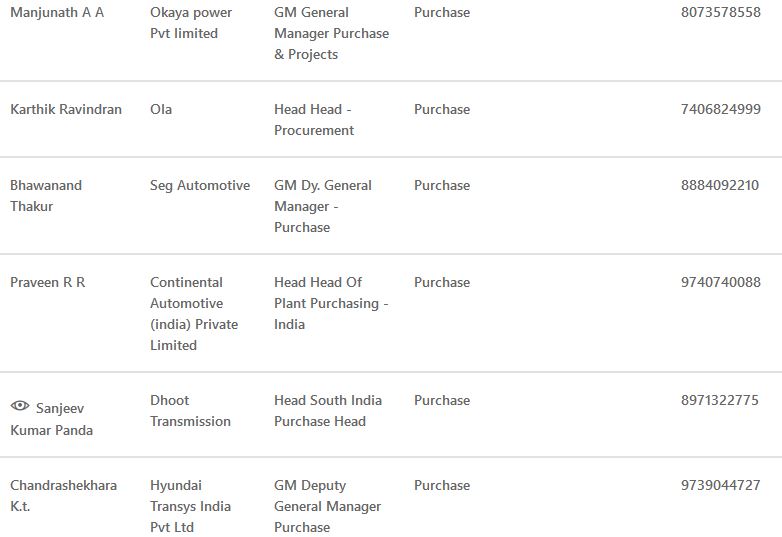 Manjunath A A
Okaya power
Pvt limited
GM General
Manager Purchase
& Projects
Purchase
8073578558
Karthik Ravindran
Ola
Head Head -
Procurement
Purchase
7406824999
Bhawanand
Thakur
Seg Automotive
GM Dy. General
Manager -
Purchase
Purchase
8884092210
Praveen R R
Continental
Automotive
(india) Private
Limited
Head Head Of
Plant Purchasing -
India
Purchase
9740740088
Sanjeev
Kumar Panda
Dhoot
Transmission
Head South India
Purchase Head
Purchase
8971322775
Chandrashekhara
K.t.
Hyundai
Transys India
Pvt Ltd
GM Deputy
General Manager
Purchase
Purchase
9739044727